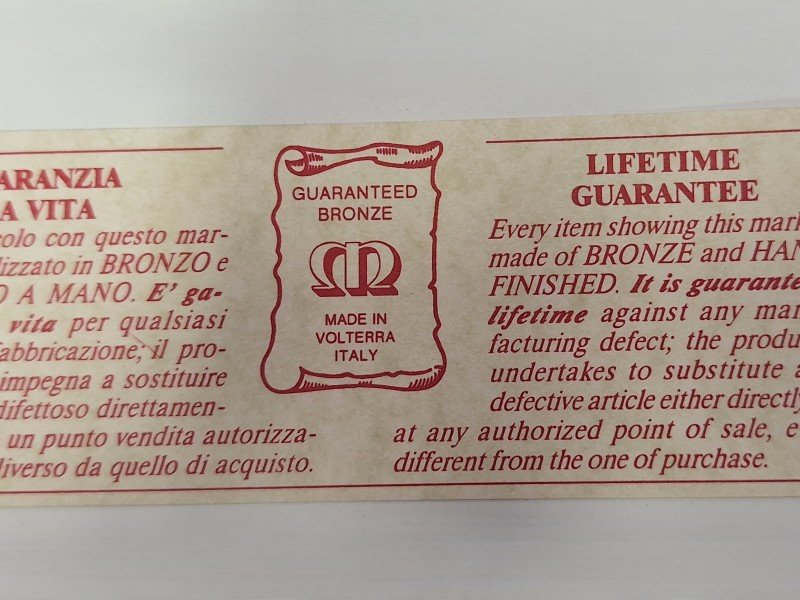 ARANZIA
A VITA
colo con questo mar-
lizzato in BRONZO e
O A MANO. E' ga-
vita per qualsiasi
fabbricazione; il pro-
impegna a sostituire
difettoso direttamen-
un punto vendita autorizza-
diverso da quello di acquisto.
GUARANTEED
BRONZE
MADE IN
VOLTERRA
ITALY
LIFETIME
GUARANTEE
Every item showing this mark
made of BRONZE and HAN
FINISHED. It is guarante
lifetime against any man
facturing defect; the produ
undertakes to substitute a
defective article either directly
at any authorized point of sale, e
different from the one of purchase.